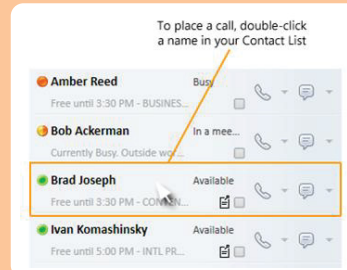 To place a call, double-click
a name in your Contact List
Amber Reed Busy
Free until 3:30 PM - BUSINES...
Bob Ackerman In a mee...
Currently Busy. Outside wo...
Brad Joseph Available
Free until 3:30 PM - CON...
Ivan Komashinsky Available
Free until 5:00 PM - INTL PR...